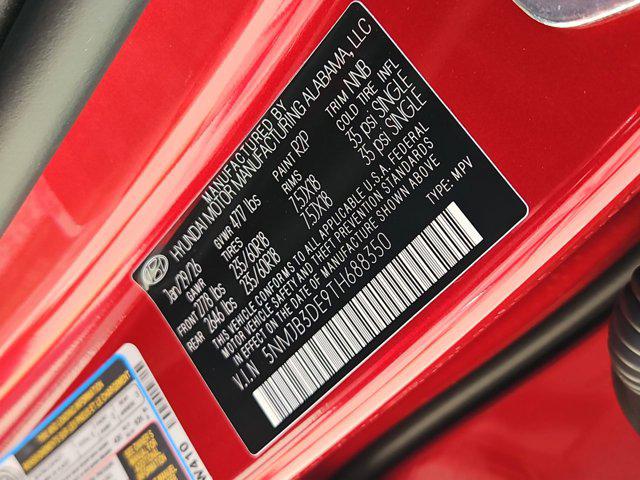 MANUFACTURED BY
HYUNDAI MOTOR MANUFACTURING ALABAMA, LLC
Jan/29/26 GVWR 4717 lbs PAINT R2P TRIM NNB
GAWR TIRES RIMS COLD TIRE INFL
FRONT 2778 lbs 235/60R18 7.5JX18 35 psi SINGLE
REAR 2646 lbs 235/60R18 7.5JX18 35 psi SINGLE
THIS VEHICLE CONFORMS TO ALL APPLICABLE U.S.A. FEDERAL
MOTOR VEHICLE SAFETY AND THEFT PREVENTION STANDARDS
IN EFFECT ON THE DATE OF MANUFACTURE SHOWN ABOVE
V.I.N 5NMJB3DE9TH688350 TYPE: MPV
W410